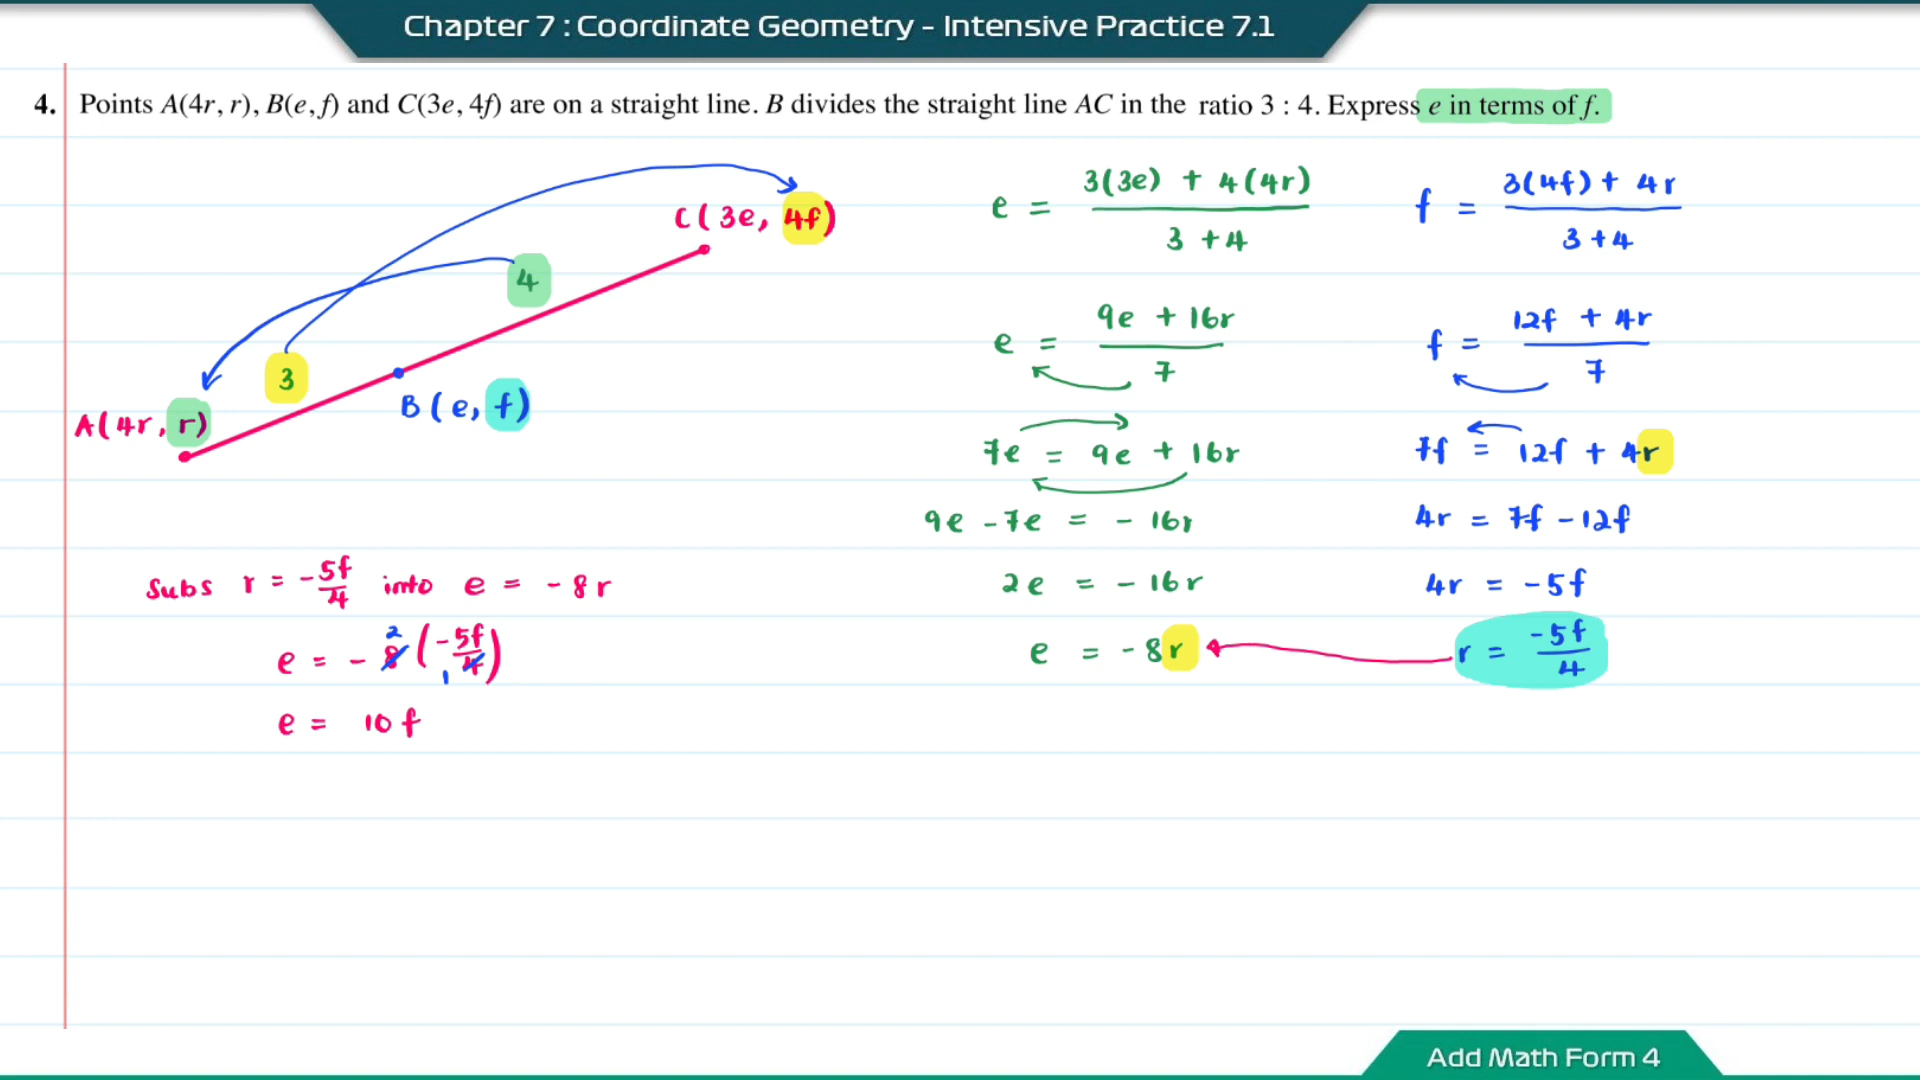 Chapter 7 : Coordinate Geometry - Intensive Practice 7.1
4. Points A(4r, r), B(e, f) and C(3e, 4f) are on a straight line. B divides the straight line AC in the ratio 3 : 4. Express e in terms of f.
C(3e, 4f)
4
3
B(e, f)
A(4r, r)
e = 3(3e) + 4(4r) / 3 + 4
e = 9e + 16r / 7
7e = 9e + 16r
9e - 7e = - 16r
2e = - 16r
e = - 8r
f = 3(4f) + 4r / 3 + 4
f = 12f + 4r / 7
7f = 12f + 4r
4r = 7f - 12f
4r = -5f
r = -5f / 4
Subs r = -5f/4 into e = - 8r
e = - 8 2 (-5f/4 1)
e = 10f
Add Math Form 4